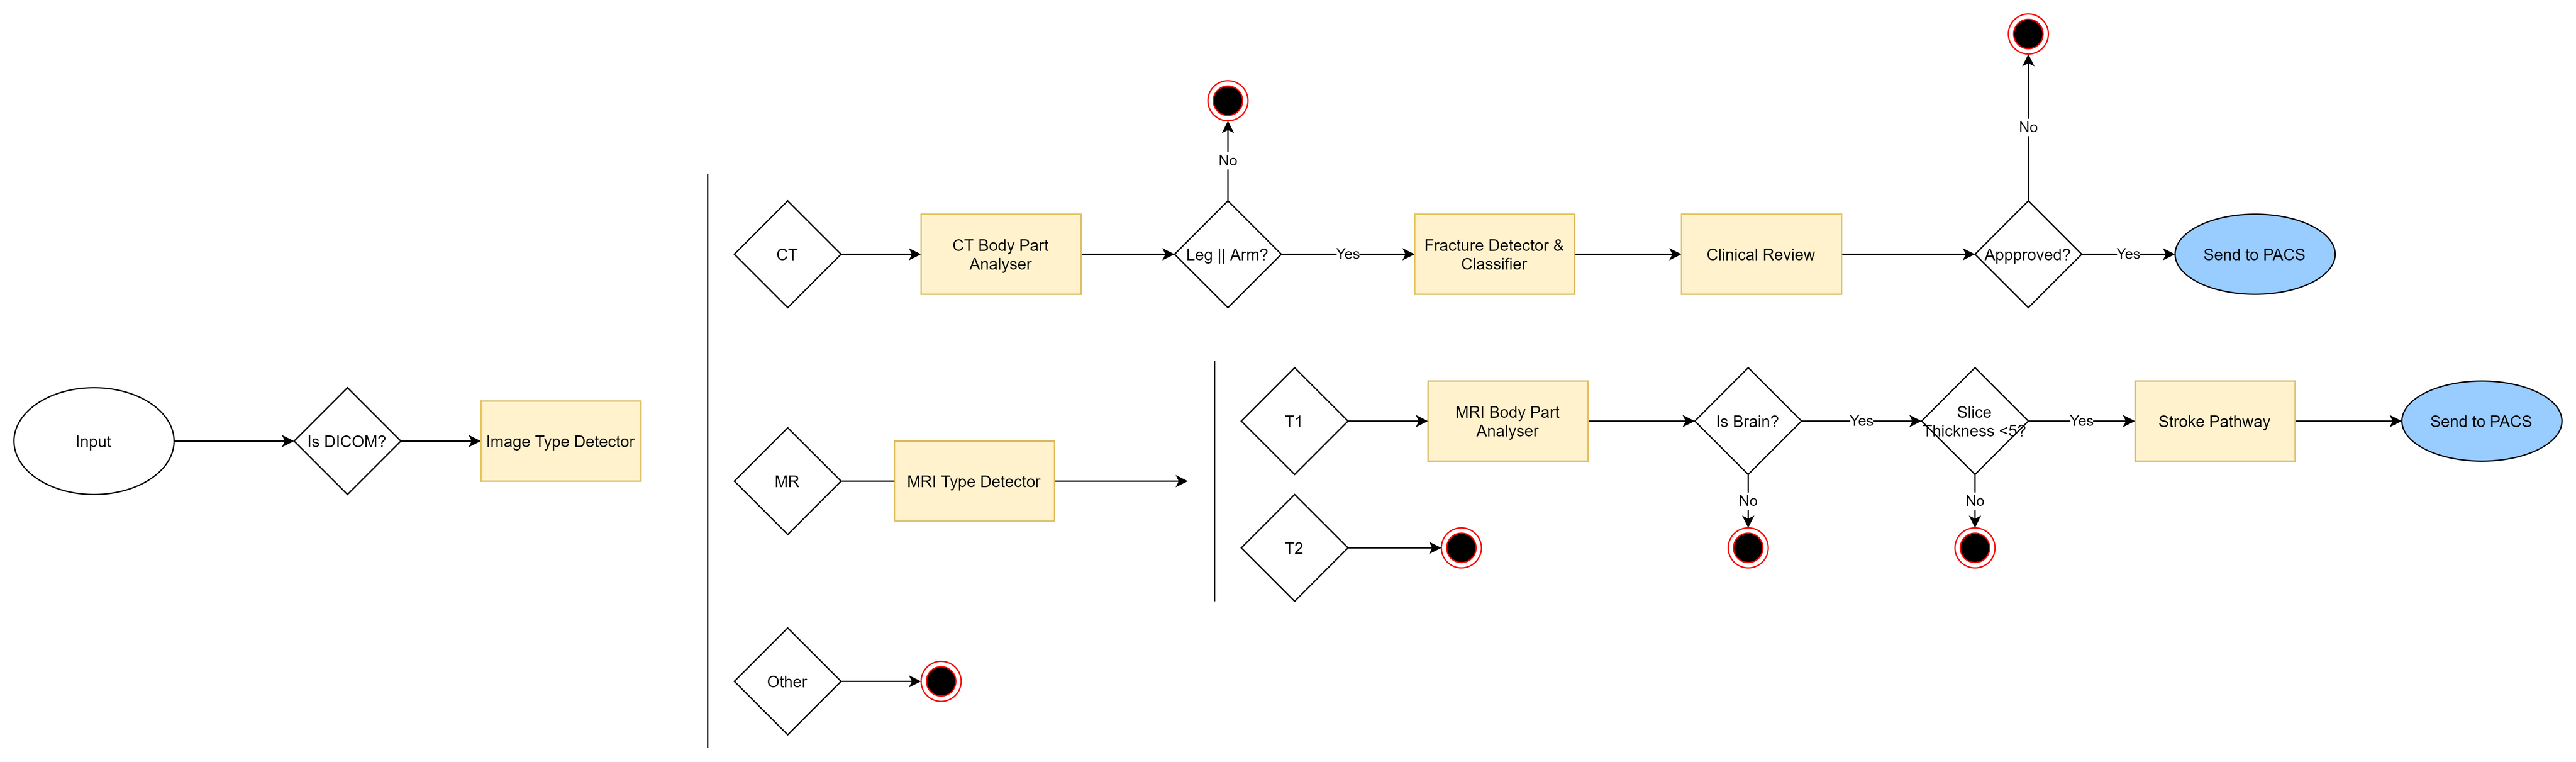 No
No
CT
CT Body Part
Analyser
Leg || Arm?
Yes
Fracture Detector &
Classifier
Clinical Review
Appproved?
Yes
Send to PACS
Input
Is DICOM?
Image Type Detector
MR
MRI Type Detector
T1
MRI Body Part
Analyser
Is Brain?
Yes
Slice
Thickness <5?
Yes
Stroke Pathway
Send to PACS
No
No
T2
Other